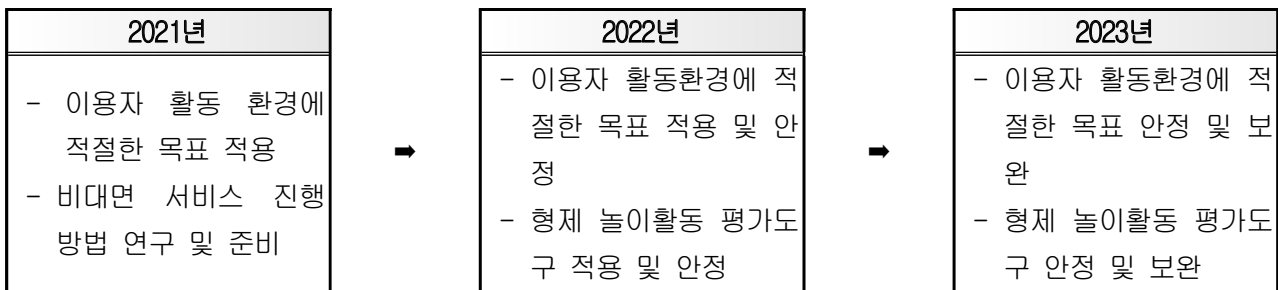 2021년
- 이용자 활동 환경에
적절한 목표 적용
- 비대면 서비스 진행
방법 연구 및 준비
➡
2022년
- 이용자 활동환경에 적
절한 목표 적용 및 안
정
- 형제 놀이활동 평가도
구 적용 및 안정
➡
2023년
- 이용자 활동환경에 적
절한 목표 안정 및 보
완
- 형제 놀이활동 평가도
구 안정 및 보완